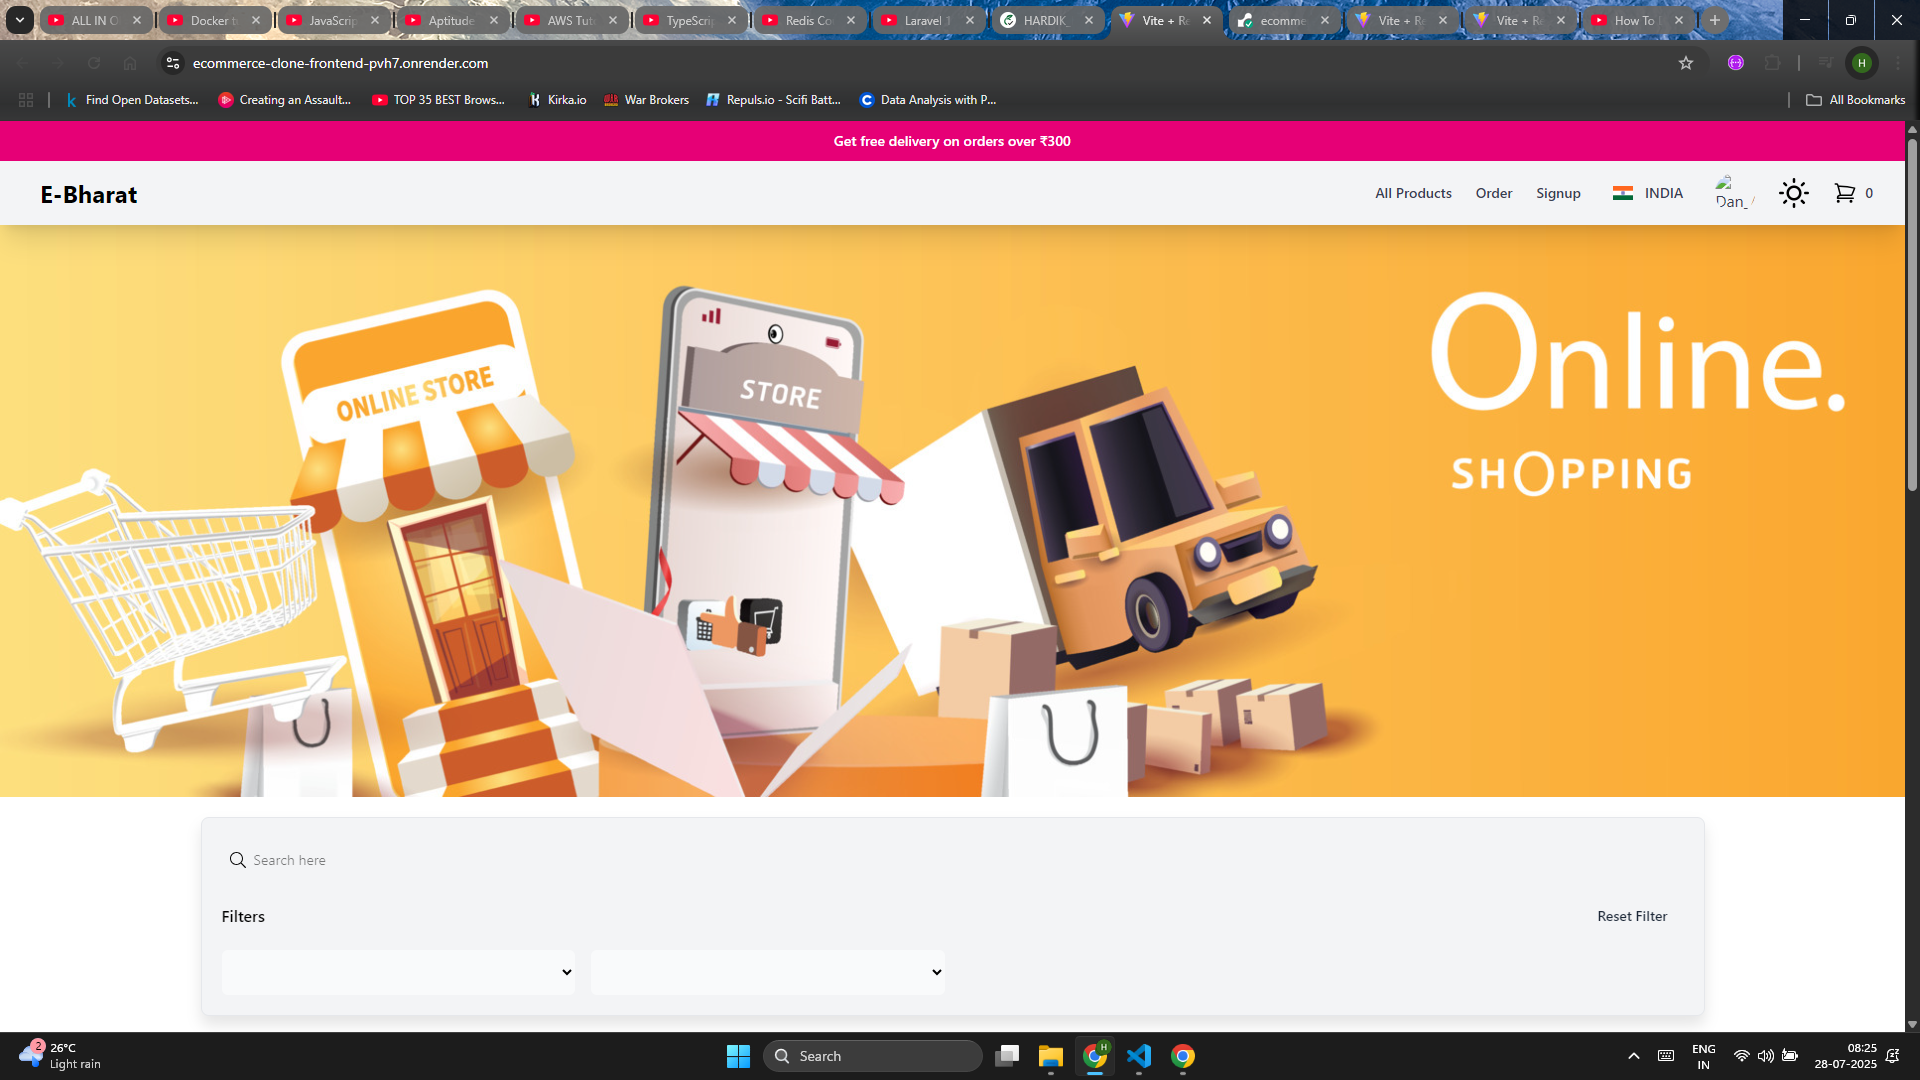 ALL IN O
Docker t
JavaScrip
Aptitude
AWS Tut
TypeScrip
Redis Co
Laravel 1
HARDIK_
Vite + Re
ecomme
Vite + Re
Vite + Re
How To
ecommerce-clone-frontend-pvh7.onrender.com
H
Find Open Datasets...
Creating an Assault...
TOP 35 BEST Brows...
Kirka.io
War Brokers
Repuls.io - Scifi Batt...
Data Analysis with P...
All Bookmarks
Get free delivery on orders over ₹300
E-Bharat
All Products
Order
Signup
INDIA
Dan_
0
ONLINE STORE
STORE
Online.
SHOPPING
Search here
Filters
Reset Filter
2
26°C
Light rain
Search
H
ENG
IN
08:25
28-07-2025